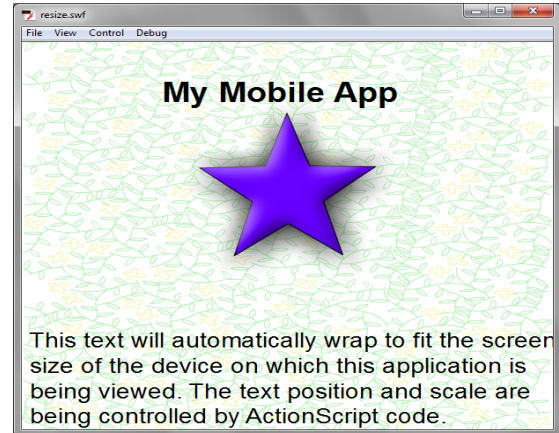 resize.swf
File View Control Debug
My Mobile App
This text will automatically wrap to fit the screen
size of the device on which this application is
being viewed. The text position and scale are
being controlled by ActionScript code.